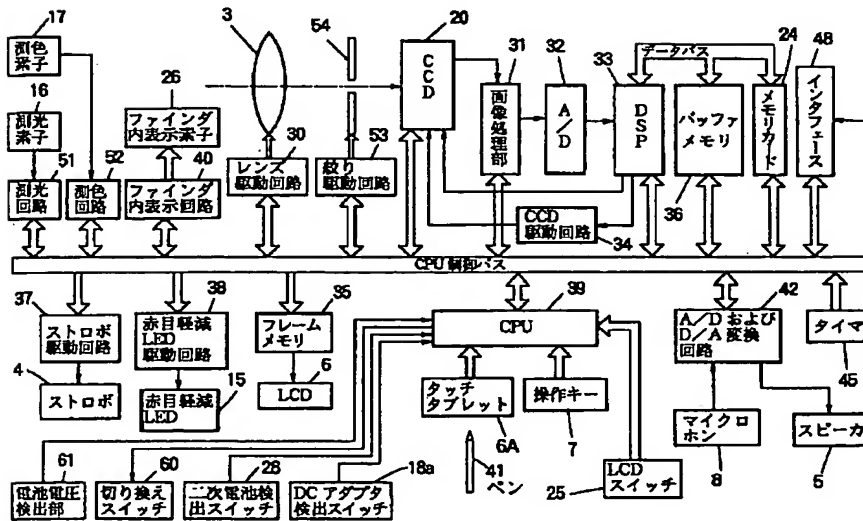 17
測色
素子
16
測光素子
51
測光
回路
52
測色
回路
26
ファインダ
内表示素子
40
ファインダ
内表示回路
3
54
30
レンズ
駆動回路
53
絞り
駆動回路
20
CCD
31
画像処理部
32
A/D
33
DSP
データバス
バッファ
メモリ
36
24
メモリカード
48
インタフェース
CCD
駆動回路
34
CPU制御バス
37
ストロボ
駆動回路
4
ストロボ
38
赤目軽減
LED
駆動回路
15
赤目軽減
LED
35
フレーム
メモリ
6
LCD
39
CPU
タッチ
タブレット
6A
操作キー
7
41
ペン
25
LCD
スイッチ
42
A/Dおよび
D/A変換
回路
タイマ
45
マイクロ
ホン
8
スピーカ
5
61
電池電圧
検出部
60
切り換え
スイッチ
28
二次電池検
出スイッチ
18a
DCアダプタ
検出スイッチ